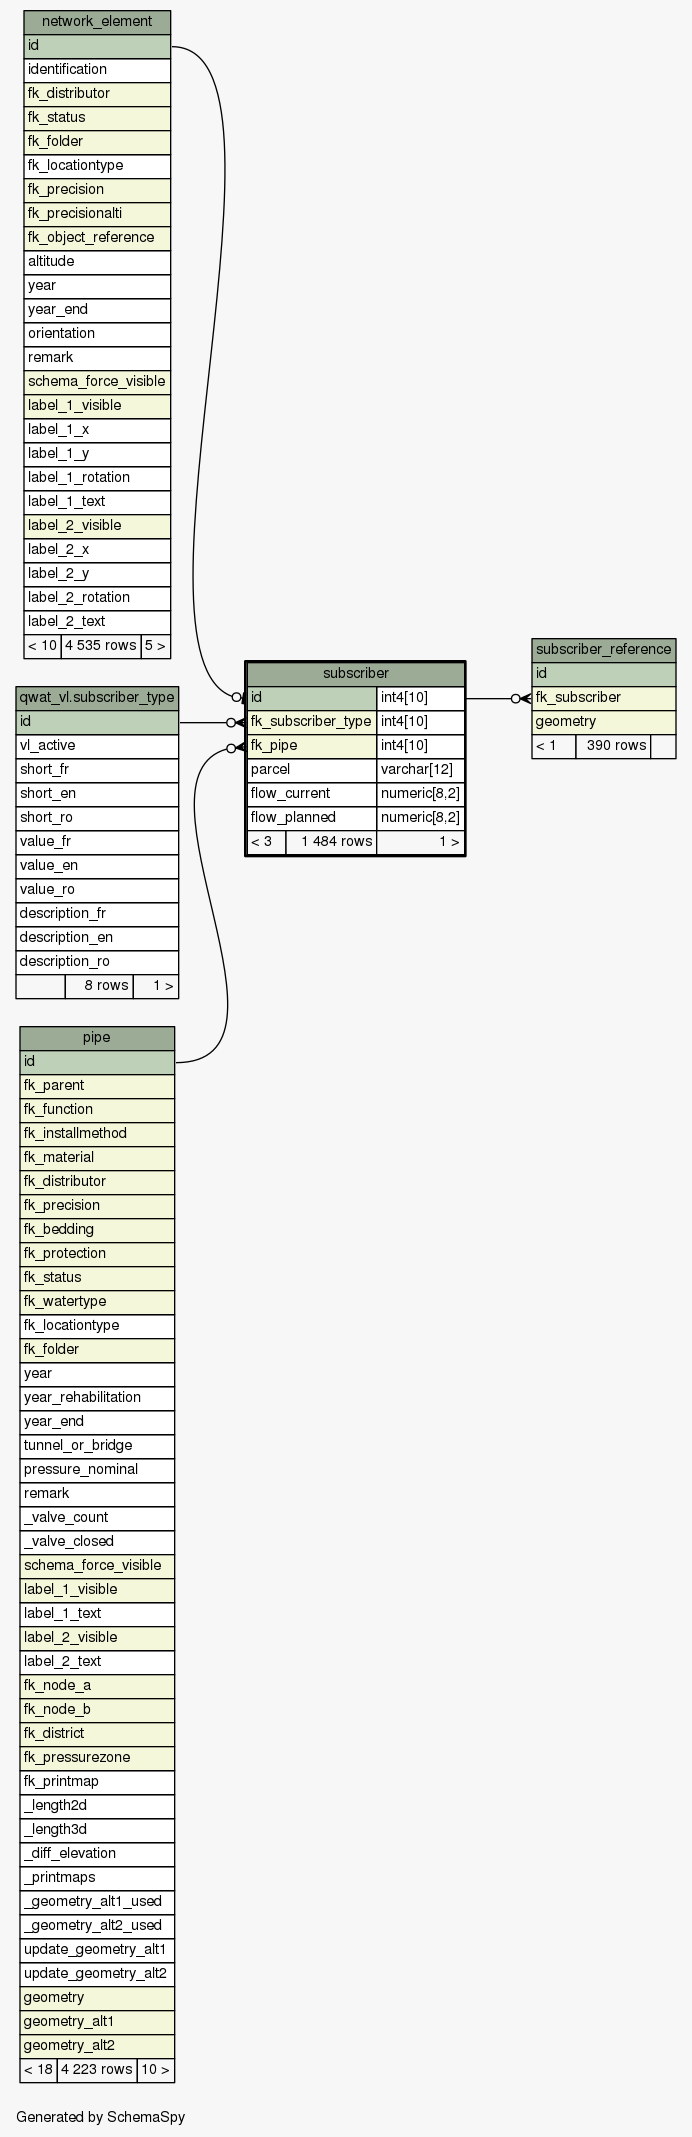 network_element
id
identification
fk_distributor
fk_status
fk_folder
fk_locationtype
fk_precision
fk_precisionalti
fk_object_reference
altitude
year
year_end
orientation
remark
schema_force_visible
label_1_visible
label_1_x
label_1_y
label_1_rotation
label_1_text
label_2_visible
label_2_x
label_2_y
label_2_rotation
label_2_text
< 10 4 535 rows 5 >
qwat_vl.subscriber_type
id
vl_active
short_fr
short_en
short_ro
value_fr
value_en
value_ro
description_fr
description_en
description_ro
8 rows 1 >
subscriber
id int4[10]
fk_subscriber_type int4[10]
fk_pipe int4[10]
parcel varchar[12]
flow_current numeric[8,2]
flow_planned numeric[8,2]
< 3 1 484 rows 1 >
subscriber_reference
id
fk_subscriber
geometry
< 1 390 rows
pipe
id
fk_parent
fk_function
fk_installmethod
fk_material
fk_distributor
fk_precision
fk_bedding
fk_protection
fk_status
fk_watertype
fk_locationtype
fk_folder
year
year_rehabilitation
year_end
tunnel_or_bridge
pressure_nominal
remark
_valve_count
_valve_closed
schema_force_visible
label_1_visible
label_1_text
label_2_visible
label_2_text
fk_node_a
fk_node_b
fk_district
fk_pressurezone
fk_printmap
_length2d
_length3d
_diff_elevation
_printmaps
_geometry_alt1_used
_geometry_alt2_used
update_geometry_alt1
update_geometry_alt2
geometry
geometry_alt1
geometry_alt2
< 18 4 223 rows 10 >
Generated by SchemaSpy